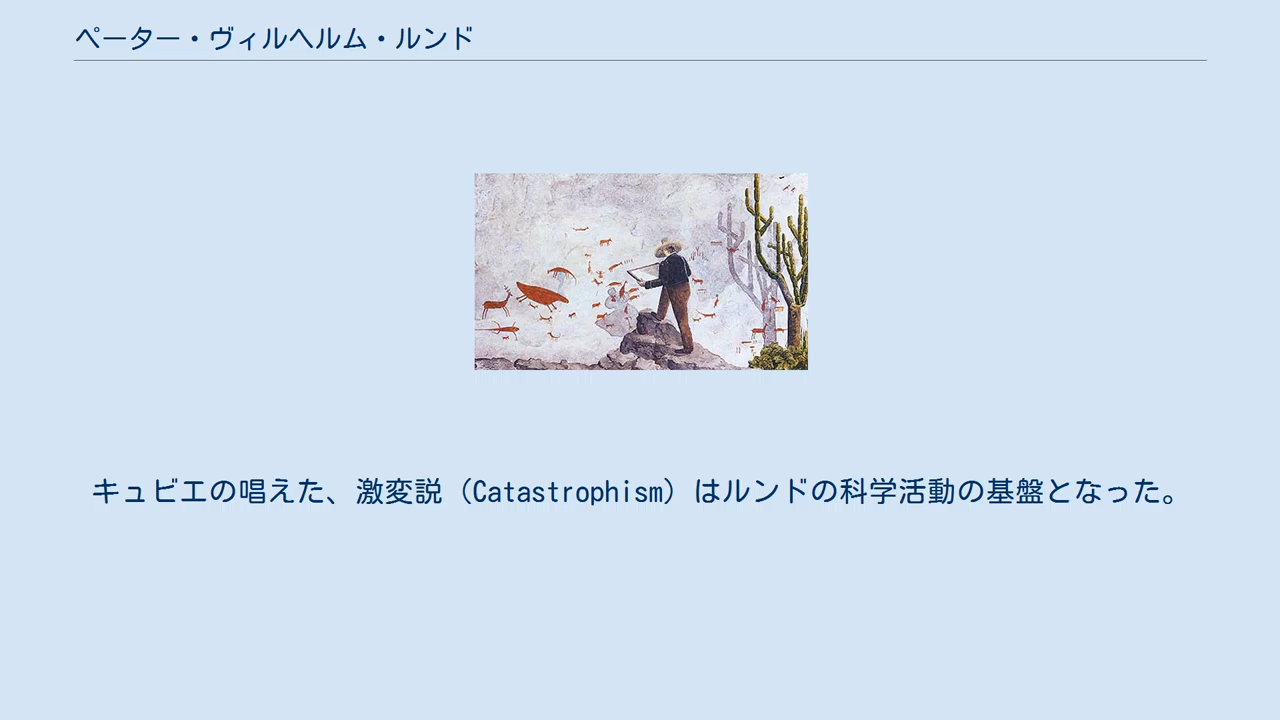 ペーター・ヴィルヘルム・ルンド
キュビエの唱えた、激変説（Catastrophism）はルンドの科学活動の基盤となった。